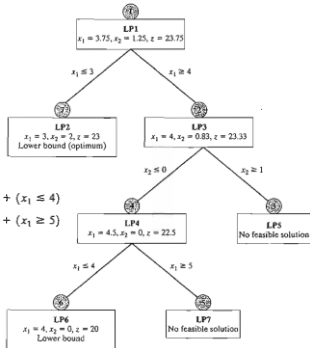 LP1
x₁ = 3.75, x₂ = 1.25, z = 23.75
x₁ ≤ 3
x₁ ≥ 4
LP2
x₁ = 3, x₂ = 2, z = 23
Lower bound (optimum)
LP3
x₁ = 4, x₂ = 0.83, z = 23.33
x₂ ≤ 0
x₂ ≥ 1
+ (x₁ ≤ 4)
+ (x₁ ≥ 5)
LP4
x₁ = 4.5, x₂ = 0, z = 22.5
LP5
No feasible solution
x₁ ≤ 4
x₁ ≥ 5
LP6
x₁ = 4, x₂ = 0, z = 20
Lower bound
LP7
No feasible solution